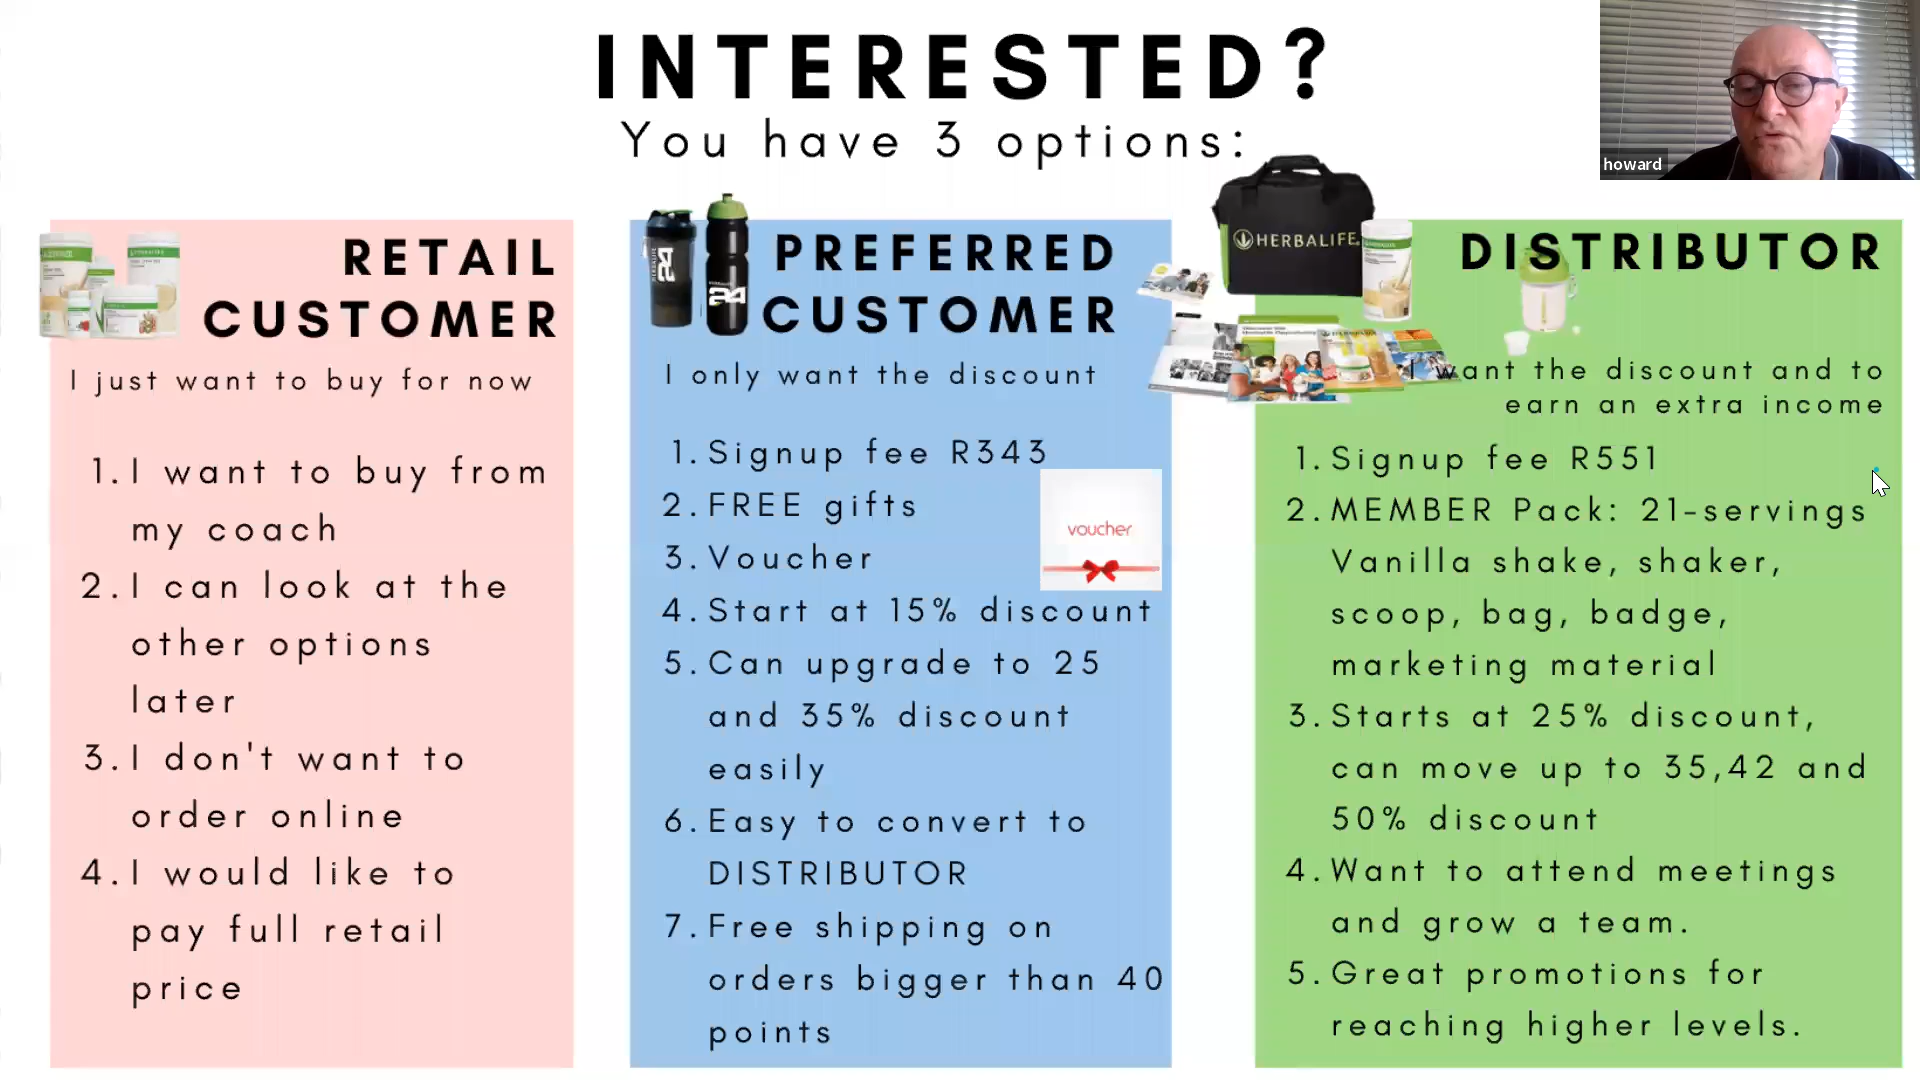 INTERESTED?
You have 3 options:
howard
RETAIL
CUSTOMER
I just want to buy for now
1. I want to buy from
my coach
2. I can look at the
other options
later
3. I don't want to
order online
4. I would like to
pay full retail
price
24
24
PREFERRED
CUSTOMER
I only want the discount
1. Signup fee R343
2. FREE gifts
3. Voucher
voucher
4. Start at 15% discount
5. Can upgrade to 25
and 35% discount
easily
6. Easy to convert to
DISTRIBUTOR
7. Free shipping on
orders bigger than 40
points
HERBALIFE
DISTRIBUTOR
I want the discount and to
earn an extra income
1. Signup fee R551
2. MEMBER Pack: 21-servings
Vanilla shake, shaker,
scoop, bag, badge,
marketing material
3. Starts at 25% discount,
can move up to 35,42 and
50% discount
4. Want to attend meetings
and grow a team.
5. Great promotions for
reaching higher levels.